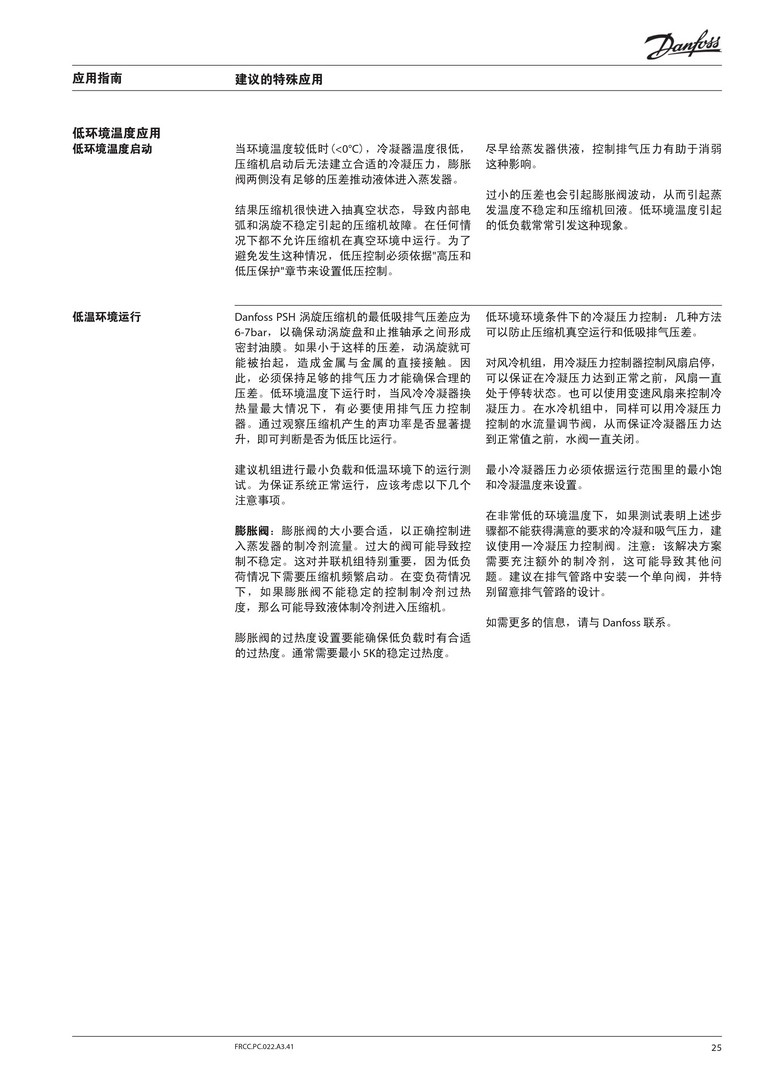 Danfoss
应用指南
建议的特殊应用
低环境温度应用
低环境温度启动
当环境温度较低时(<0℃)，冷凝器温度很低，
压缩机启动后无法建立合适的冷凝压力，膨胀
阀两侧没有足够的压差推动液体进入蒸发器。
结果压缩机很快进入抽真空状态，导致内部电
弧和涡旋不稳定引起的压缩机故障。在任何情
况下都不允许压缩机在真空环境中运行。为了
避免发生这种情况，低压控制必须依据"高压和
低压保护"章节来设置低压控制。
尽早给蒸发器供液，控制排气压力有助于消弱
这种影响。
过小的压差也会引起膨胀阀波动，从而引起蒸
发温度不稳定和压缩机回液。低环境温度引起
的低负载常常引发这种现象。
低温环境运行
Danfoss PSH 涡旋压缩机的最低吸排气压差应为
6-7bar，以确保动涡旋盘和止推轴承之间形成
密封油膜。如果小于这样的压差，动涡旋就可
能被抬起，造成金属与金属的直接接触。因
此，必须保持足够的排气压力才能确保合理的
压差。低环境温度下运行时，当风冷冷凝器换
热量最大情况下，有必要使用排气压力控制
器。通过观察压缩机产生的声功率是否显著提
升，即可判断是否为低压比运行。
建议机组进行最小负载和低温环境下的运行测
试。为保证系统正常运行，应该考虑以下几个
注意事项。
膨胀阀：膨胀阀的大小要合适，以正确控制进
入蒸发器的制冷剂流量。过大的阀可能导致控
制不稳定。这对并联机组特别重要，因为低负
荷情况下需要压缩机频繁启动。在变负荷情况
下，如果膨胀阀不能稳定的控制制冷剂过热
度，那么可能导致液体制冷剂进入压缩机。
膨胀阀的过热度设置要能确保低负载时有合适
的过热度。通常需要最小 5K的稳定过热度。
低环境环境条件下的冷凝压力控制：几种方法
可以防止压缩机真空运行和低吸排气压差。
对风冷机组，用冷凝压力控制器控制风扇启停，
可以保证在冷凝压力达到正常之前，风扇一直
处于停转状态。也可以使用变速风扇来控制冷
凝压力。在水冷机组中，同样可以用冷凝压力
控制的水流量调节阀，从而保证冷凝器压力达
到正常值之前，水阀一直关闭。
最小冷凝器压力必须依据运行范围里的最小饱
和冷凝温度来设置。
在非常低的环境温度下，如果测试表明上述步
骤都不能获得满意的要求的冷凝和吸气压力，建
议使用一冷凝压力控制阀。注意：该解决方案
需要充注额外的制冷剂，这可能导致其他问
题。建议在排气管路中安装一个单向阀，并特
别留意排气管路的设计。
如需更多的信息，请与 Danfoss 联系。
FRCC.PC.022.A3.41
25